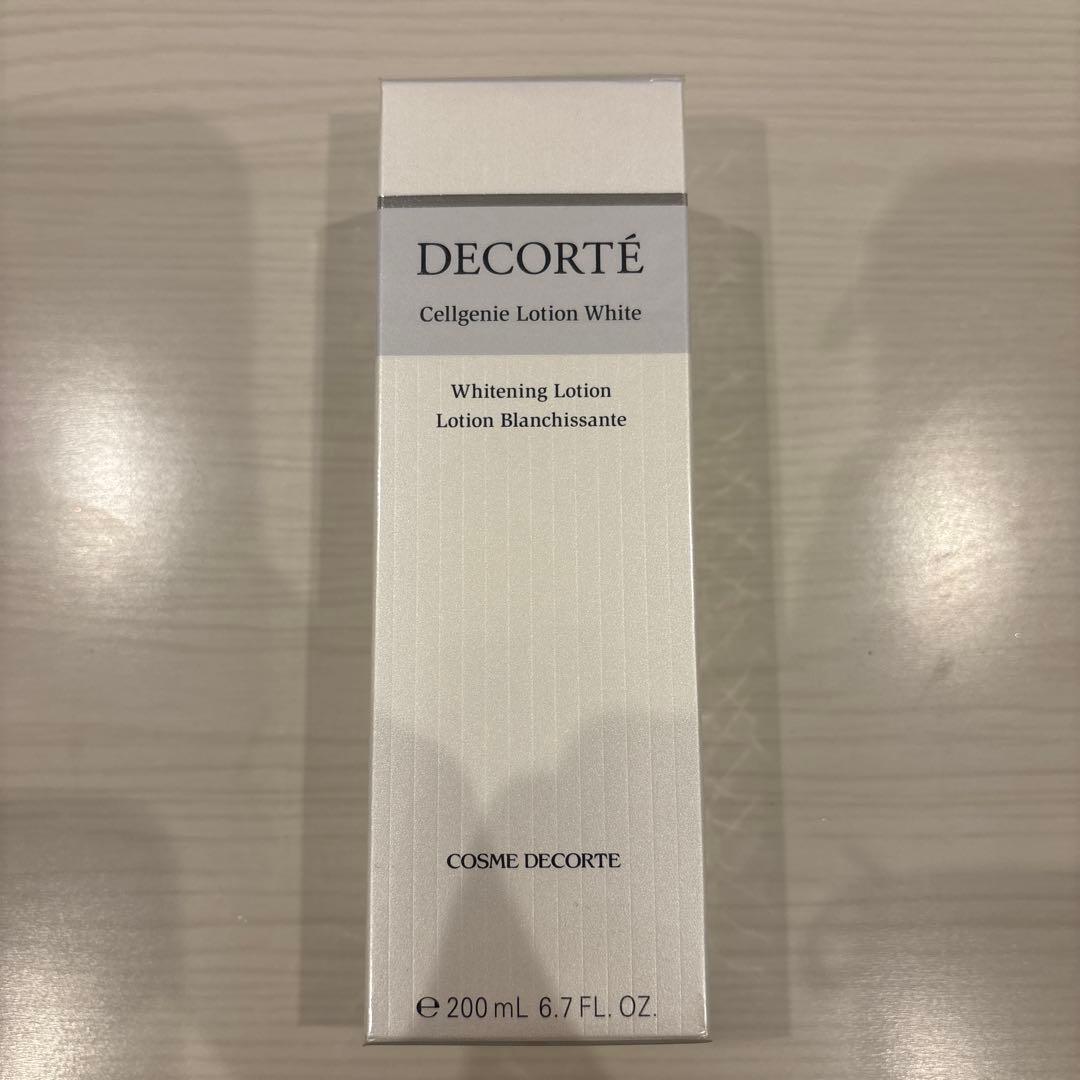 DECORTÉ
Cellgenie Lotion White
Whitening Lotion
Lotion Blanchissante
COSME DECORTE
℮ 200 mL 6.7 FL. OZ.